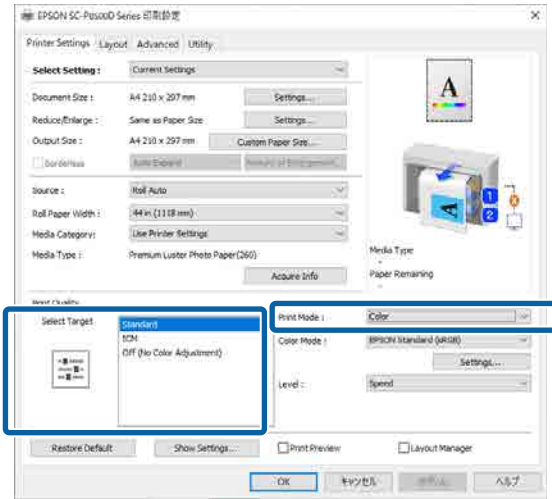 EPSON SC-P8500D Series 印刷設定
Printer Settings Layout Advanced Utility
Select Setting : Current Settings
Document Size : A4 210 x 297 mm Settings...
Reduce/Enlarge : Same as Paper Size Settings...
Output Size : A4 210 x 297 mm Custom Paper Size...
Borderless Auto Expand
Source : Roll Auto
Roll Paper Width : 44 in (1118 mm)
Media Category: Use Printer Settings
Media Type : Premium Luster Photo Paper(260)
Acquire Info
A
A
1
2
Media Type
-
Paper Remaining
-
Print Quality
Select Target
Standard
ICM
Off (No Color Adjustment)
Print Mode : Color
Color Mode : EPSON Standard (sRGB)
Settings...
Level : Speed
Restore Default Show Settings... Print Preview Layout Manager
OK キャンセル ヘルプ